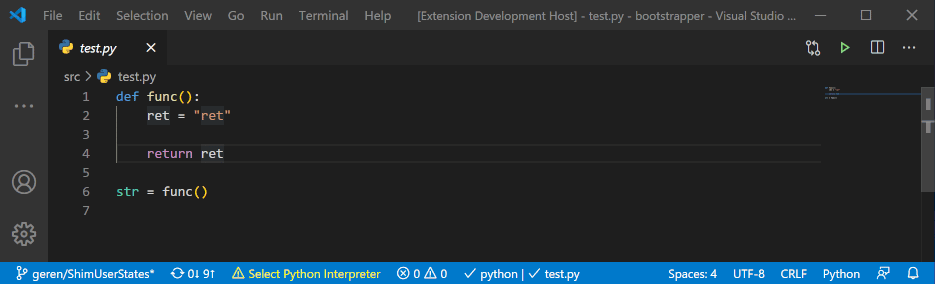 File Edit Selection View Go Run Terminal Help [Extension Development Host] - test.py - bootstrapper - Visual Studio ...
test.py
src > test.py
1 def func():
2 ret = "ret"
3
4 return ret
5
6 str = func()
7
geren/ShimUserStates* 0↓ 9↑ Select Python Interpreter 0 0 python | test.py Spaces: 4 UTF-8 CRLF Python